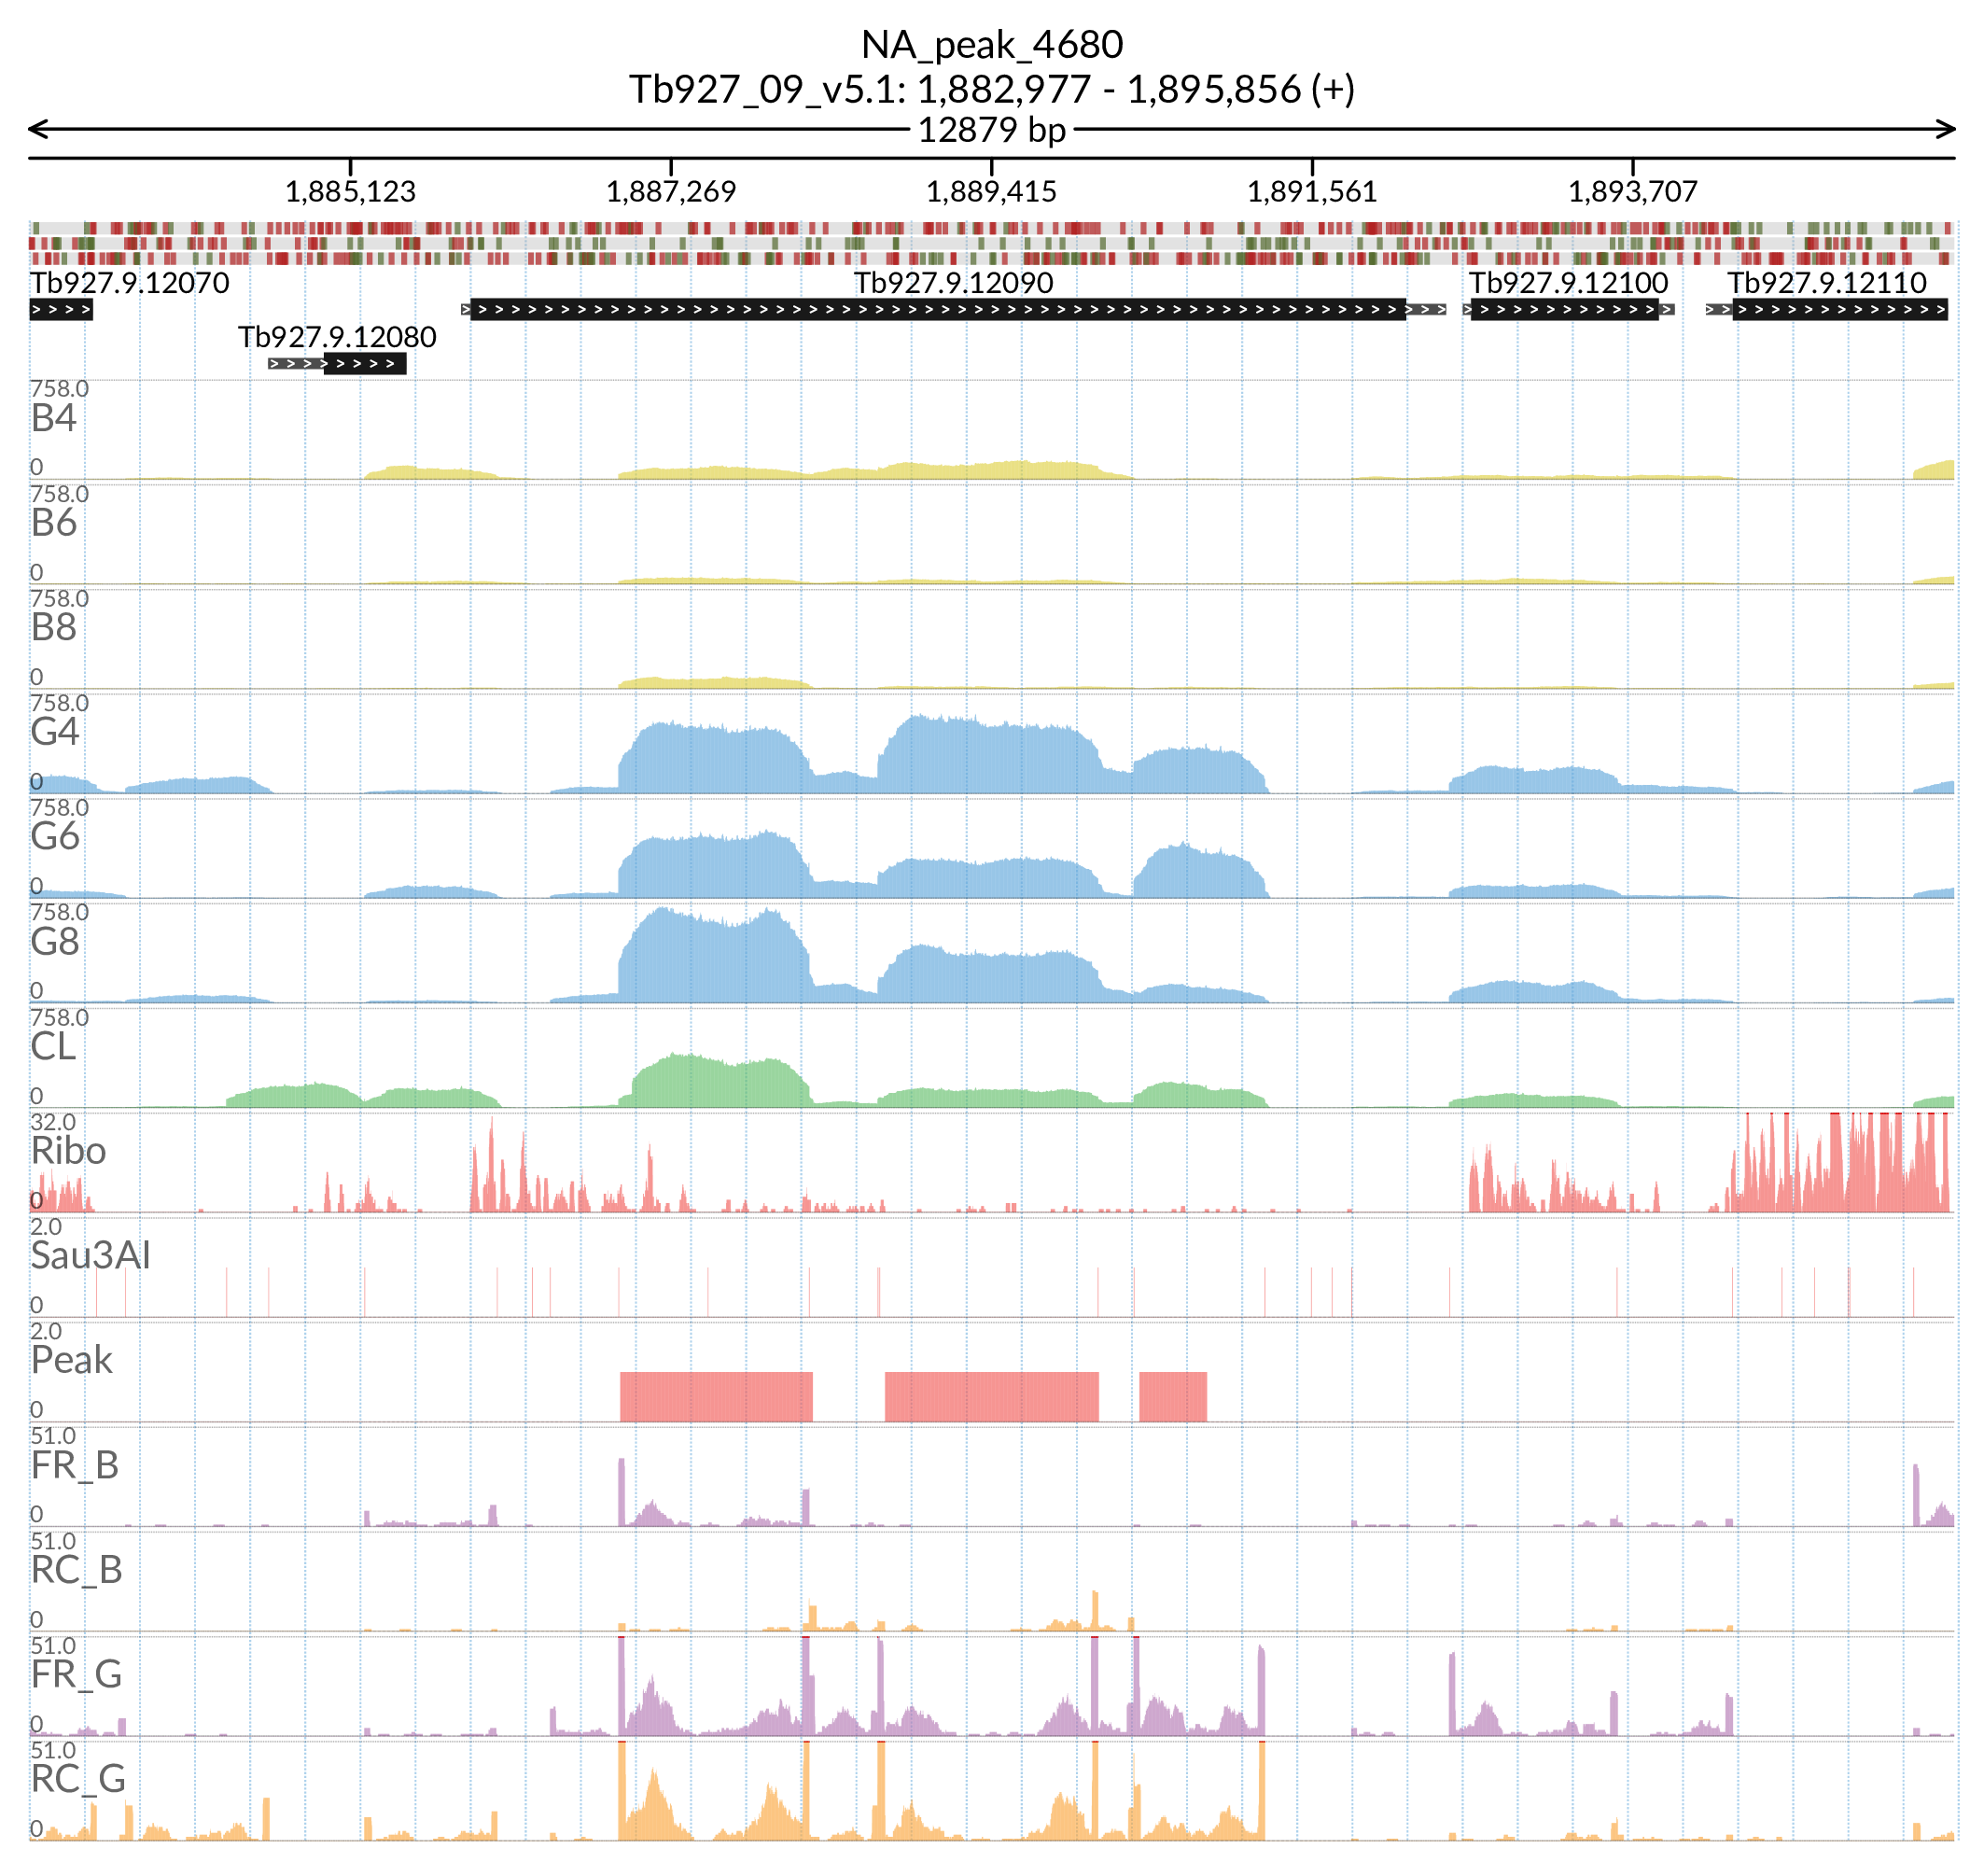 NA_peak_4680
Tb927_09_v5.1: 1,882,977 - 1,895,856 (+)
12879 bp
1,885,123 1,887,269 1,889,415 1,891,561 1,893,707
Tb927.9.12070 Tb927.9.12090 Tb927.9.12100 Tb927.9.12110
Tb927.9.12080
758.0
B4
0
758.0
B6
0
758.0
B8
0
758.0
G4
0
758.0
G6
0
758.0
G8
0
758.0
CL
0
32.0
Ribo
0
2.0
Sau3AI
0
2.0
Peak
0
51.0
FR_B
0
51.0
RC_B
0
51.0
FR_G
0
51.0
RC_G
0